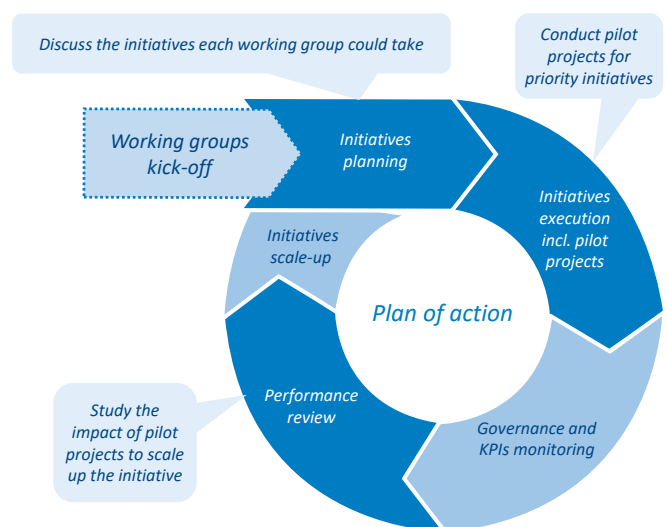 Discuss the initiatives each working group could take
Conduct pilot
projects for
priority initiatives
Working groups
kick-off
Initiatives
planning
Initiatives
execution
incl. pilot
projects
Initiatives
scale-up
Plan of action
Performance
review
Governance and
KPIs monitoring
Study the
impact of pilot
projects to scale
up the initiative